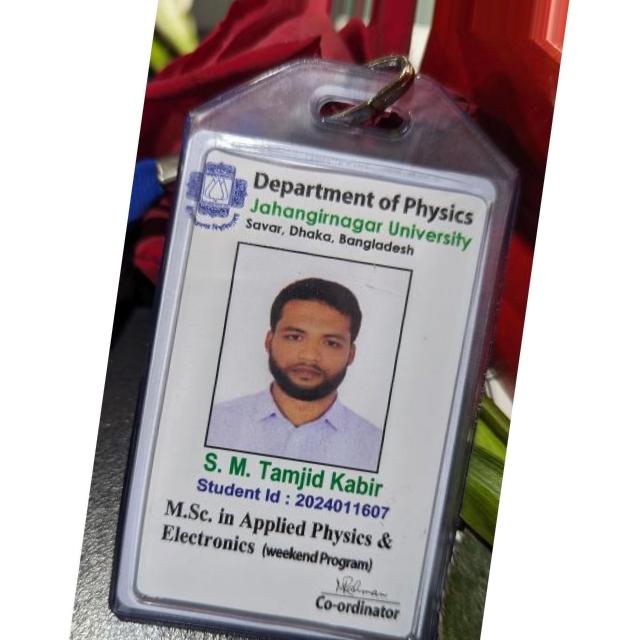 Department of Physics
Jahangirnagar University
Savar, Dhaka, Bangladesh
S. M. Tamjid Kabir
Student Id : 2024011607
M.Sc. in Applied Physics &
Electronics (weekend Program)
Co-ordinator